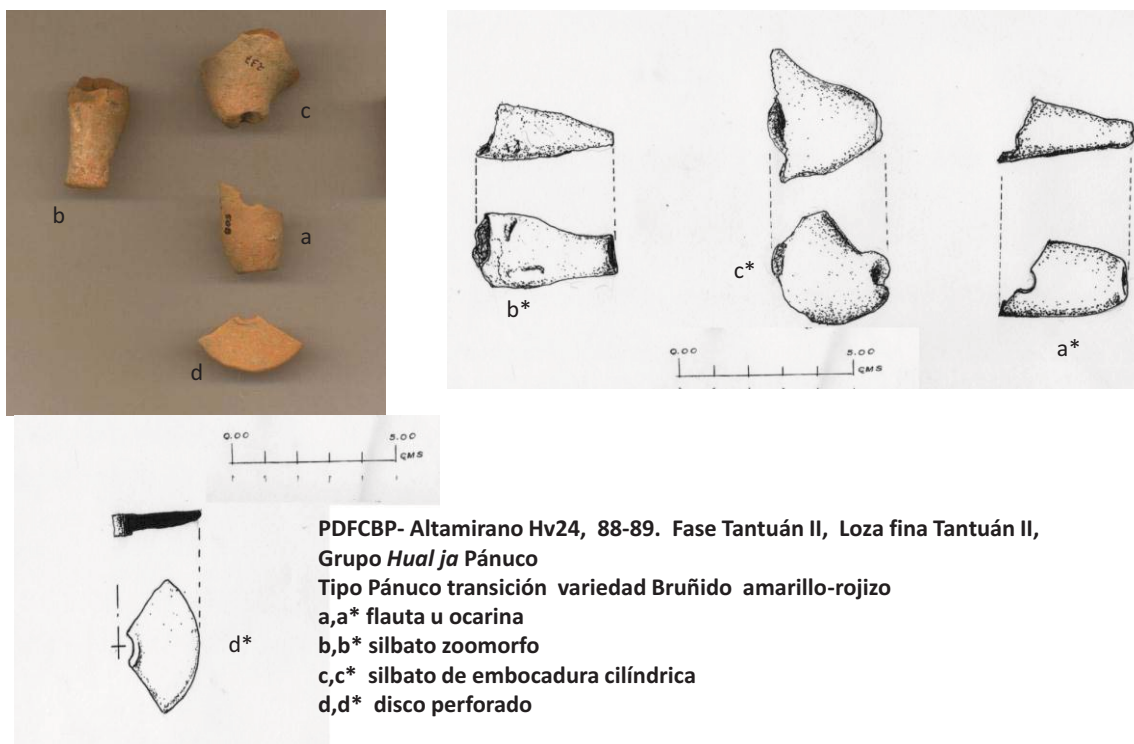 c
b
a
d
237
508
b*
c*
a*
0.00 5.00
CMS
0.00 5.00
CMS
d*
PDFCBP- Altamirano Hv24, 88-89. Fase Tantuán II, Loza fina Tantuán II,
Grupo Hual ja Pánuco
Tipo Pánuco transición variedad Bruñido amarillo-rojizo
a,a* flauta u ocarina
b,b* silbato zoomorfo
c,c* silbato de embocadura cilíndrica
d,d* disco perforado